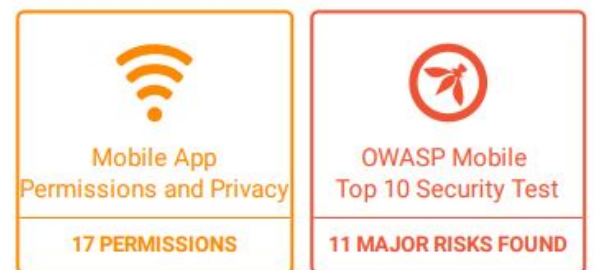 Mobile App
Permissions and Privacy
17 PERMISSIONS
OWASP Mobile
Top 10 Security Test
11 MAJOR RISKS FOUND